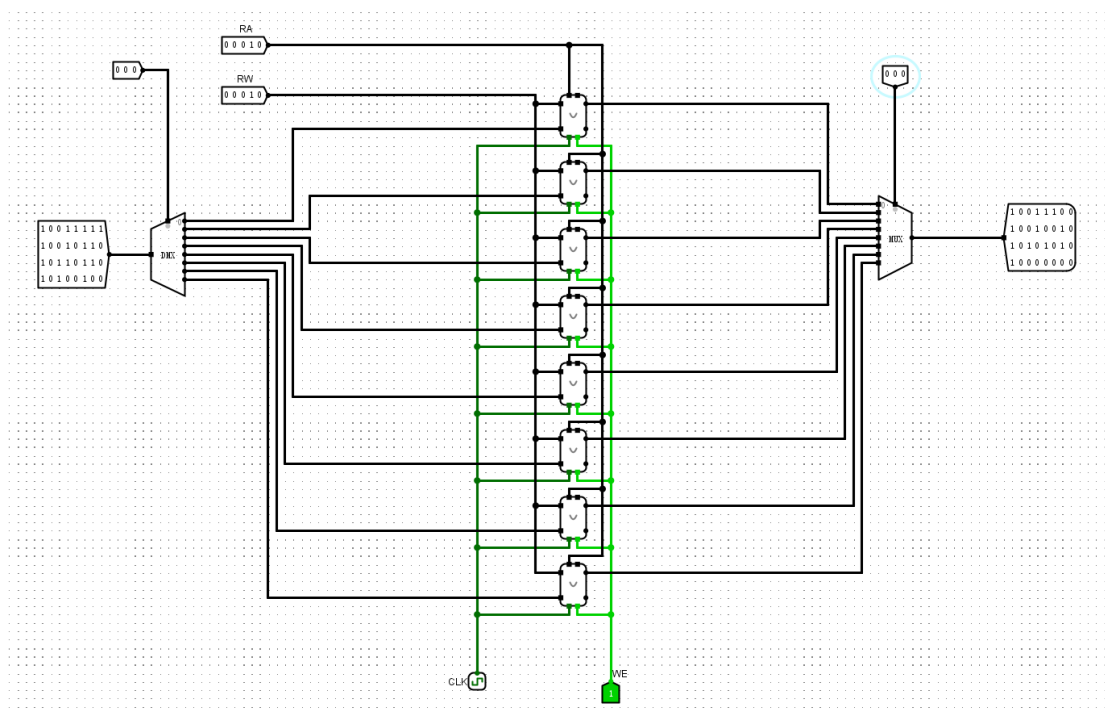 RA
0 0 0 1 0
0 0 0
0 0 0
RW
0 0 0 1 0
1 0 0 1 1 1 1 1
1 0 0 1 0 1 1 0
1 0 1 1 0 1 1 0
1 0 1 0 0 1 0 0
0
DMX
0
MUX
1 0 0 1 1 1 0 0
1 0 0 1 0 0 1 0
1 0 1 0 1 0 1 0
1 0 0 0 0 0 0 0
CLK
WE
1